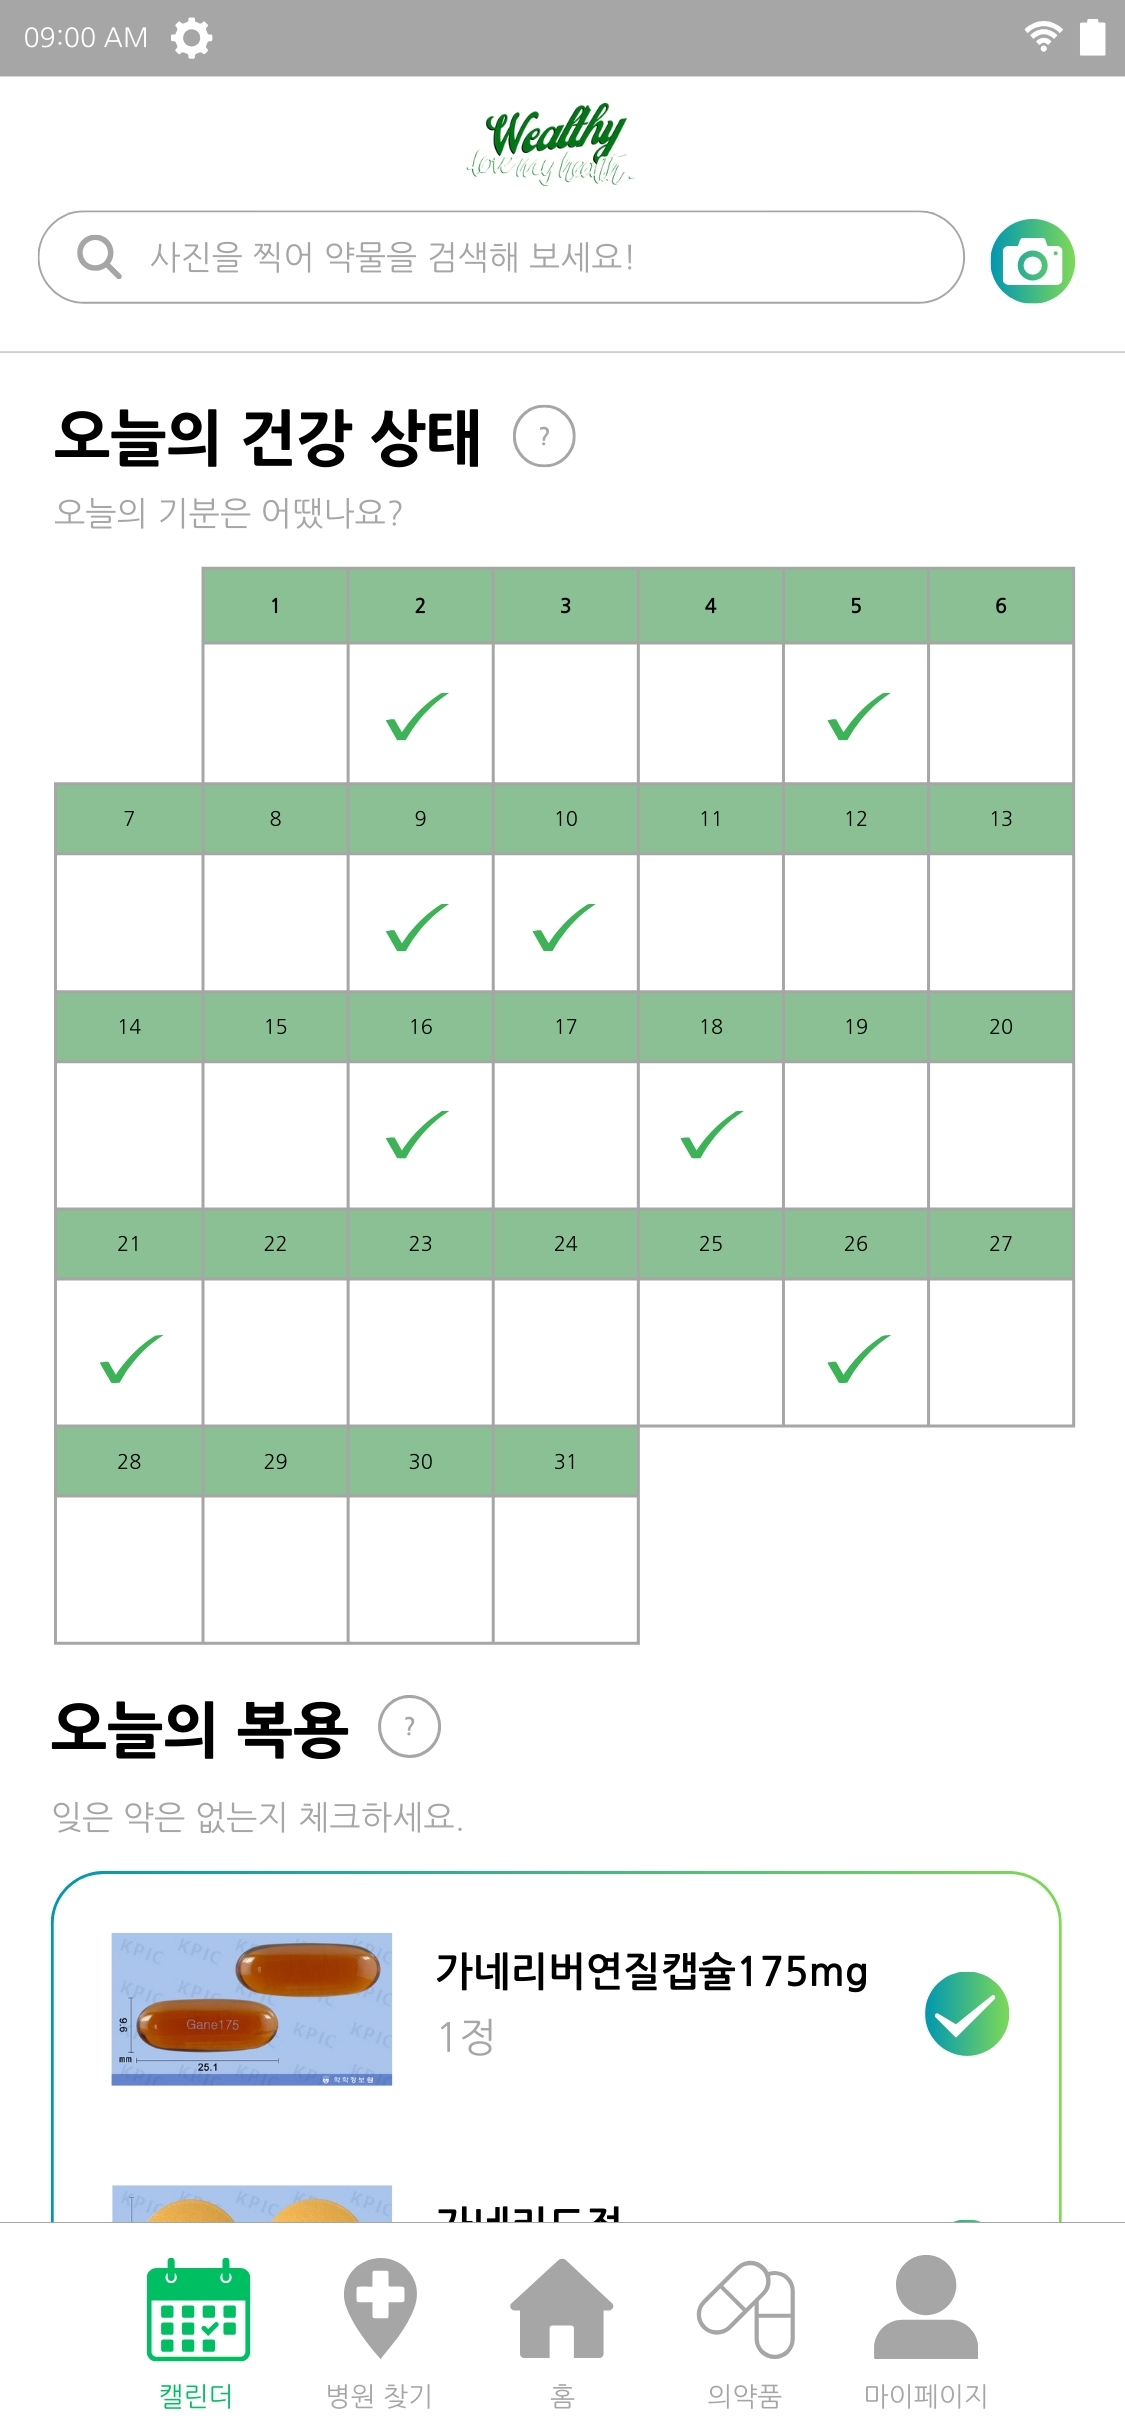 09:00 AM
Wealthy
love my health
사진을 찍어 약물을 검색해 보세요!
오늘의 건강 상태 ?
오늘의 기분은 어땠나요?
1 2 3 4 5 6
7 8 9 10 11 12 13
14 15 16 17 18 19 20
21 22 23 24 25 26 27
28 29 30 31
오늘의 복용 ?
잊은 약은 없는지 체크하세요.
KPIC KPIC KPIC KPIC
가네리버연질캡슐175mg
1정
Gane175
9.6
mm
25.1
약학정보원
KPIC KPIC KPIC
캘린더 병원 찾기 홈 의약품 마이페이지